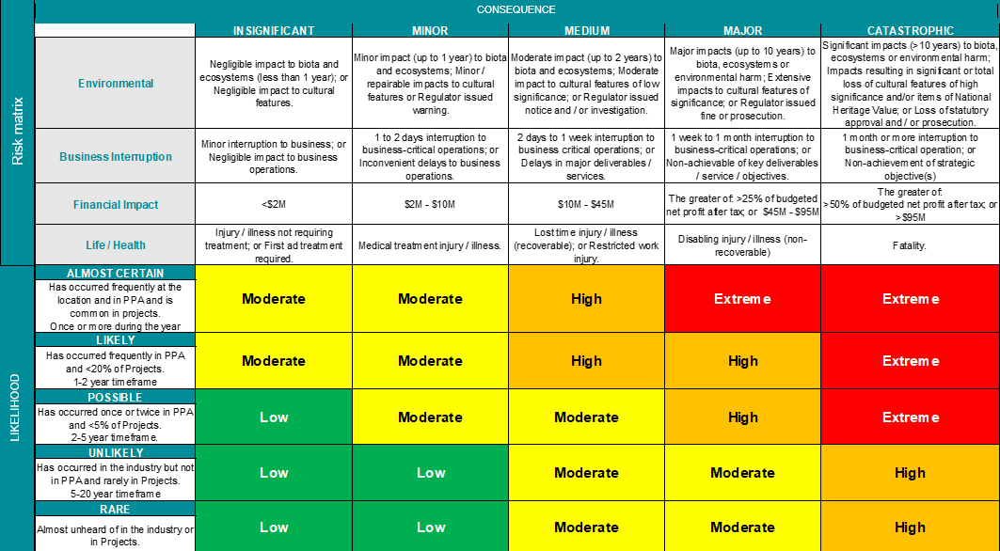 CONSEQUENCE
Risk matrix
INSIGNIFICANT
MINOR
MEDIUM
MAJOR
CATASTROPHIC
Environmental
Negligible impact to biota and
ecosystems (less than 1 year); or
Negligible impact to cultural
features.
Minor impact (up to 1 year) to biota
and ecosystems; Minor /
repairable impacts to cultural
features or Regulator issued
warning.
Moderate impact (up to 2 years) to
biota and ecosystems; Moderate
impact to cultural features of low
significance; or Regulator issued
notice and / or investigation.
Major impacts (up to 10 years) to
biota, ecosystems or
environmental harm; Extensive
impacts to cultural features of
significance; or Regulator issued
fine or prosecution.
Significant impacts (> 10 years) to biota,
ecosystems or environmental harm;
Impacts resulting in significant or total
loss of cultural features of high
significance and/or items of National
Heritage Value; or Loss of statutory
approval and / or prosecution.
Business Interruption
Minor interruption to business; or
Negligible impact to business
operations.
1 to 2 days interruption to
business-critical operations; or
Inconvenient delays to business
operations.
2 days to 1 week interruption to
business critical operations; or
Delays in major deliverables /
services.
1 week to 1 month interruption to
business-critical operations; or
Non-achievable of key deliverables
/ service / objectives.
1 month or more interruption to
business-critical operation; or
Non-achievement of strategic
objective(s)
Financial Impact
<$2M
$2M - $10M
$10M - $45M
The greater of: >25% of budgeted
net profit after tax; or $45M - $95M
The greater of:
>50% of budgeted net profit after tax; or
>$95M
Life / Health
Injury / illness not requiring
treatment; or First ad treatment
required.
Medical treatment injury / illness.
Lost time injury / illness
(recoverable); or Restricted work
injury.
Disabling injury / illness (non-
recoverable)
Fatality.
LIKELIHOOD
ALMOST CERTAIN
Has occurred frequently at the
location and in PPA and is
common in projects.
Once or more during the year
Moderate
Moderate
High
Extreme
Extreme
LIKELY
Has occurred frequently in PPA
and <20% of Projects.
1-2 year timeframe
Moderate
Moderate
High
High
Extreme
POSSIBLE
Has occurred once or twice in PPA
and <5% of Projects.
2-5 year timeframe.
Low
Moderate
Moderate
High
Extreme
UNLIKELY
Has occurred in the industry but not
in PPA and rarely in Projects.
5-20 year timeframe
Low
Low
Moderate
Moderate
High
RARE
Almost unheard of in the industry or
in Projects.
Low
Low
Moderate
Moderate
High